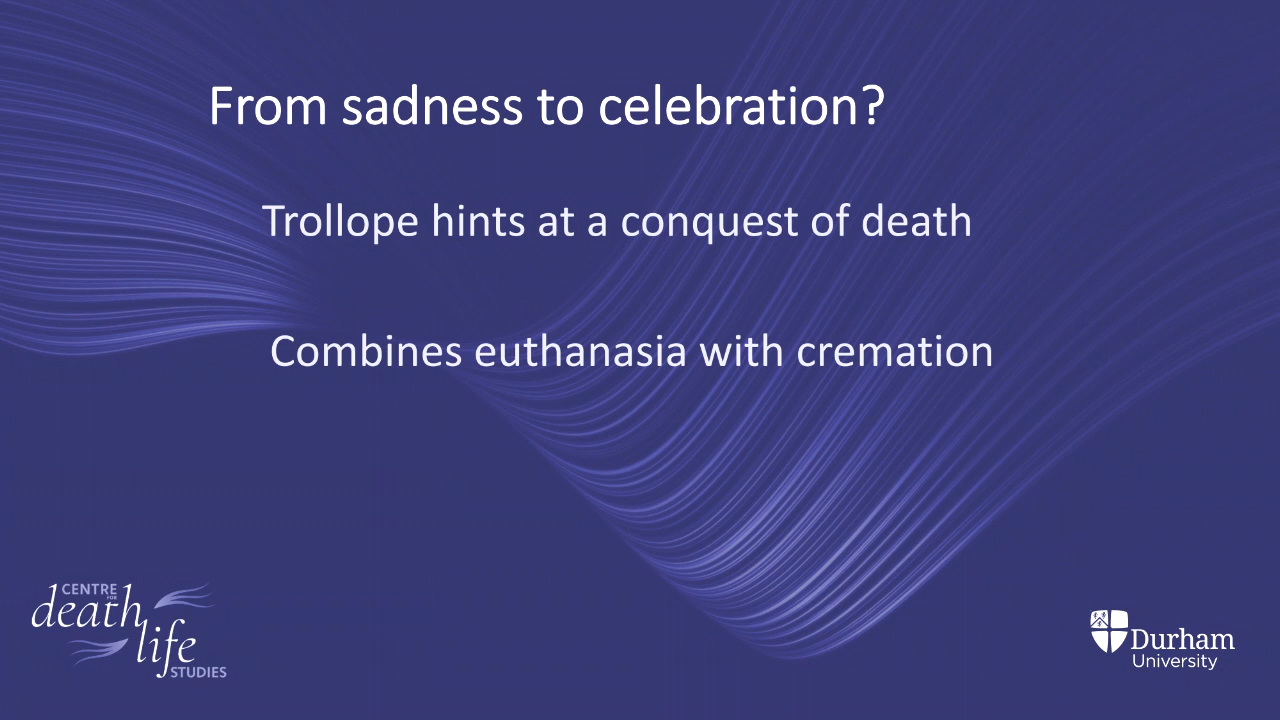 From sadness to celebration?
Trollope hints at a conquest of death
Combines euthanasia with cremation
CENTRE
FOR
death
life
STUDIES
Durham
University